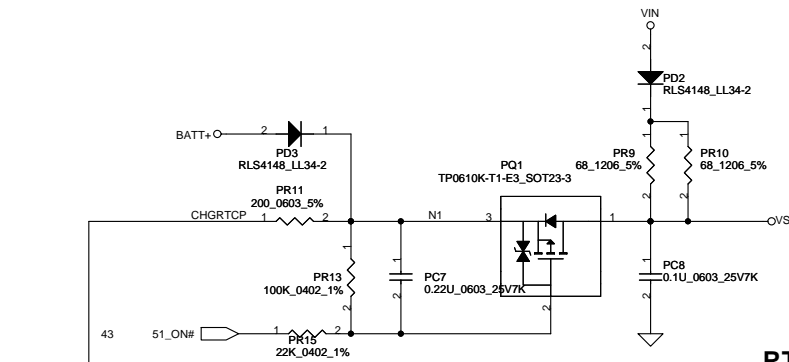 VIN
2
PD2
RLS4148_LL34-2
1
BATT+
2
1
PD3
RLS4148_LL34-2
1
1
PR9
68_1206_5%
PR10
68_1206_5%
2
2
PQ1
TP0610K-T1-E3_SOT23-3
PR11
200_0603_5%
CHGRTCP
1
2
N1
3
1
VS
1
1
1
PR13
100K_0402_1%
PC7
0.22U_0603_25V7K
PC8
0.1U_0603_25V7K
2
2
2
2
43
51_ON#
1
2
PR15
22K_0402_1%